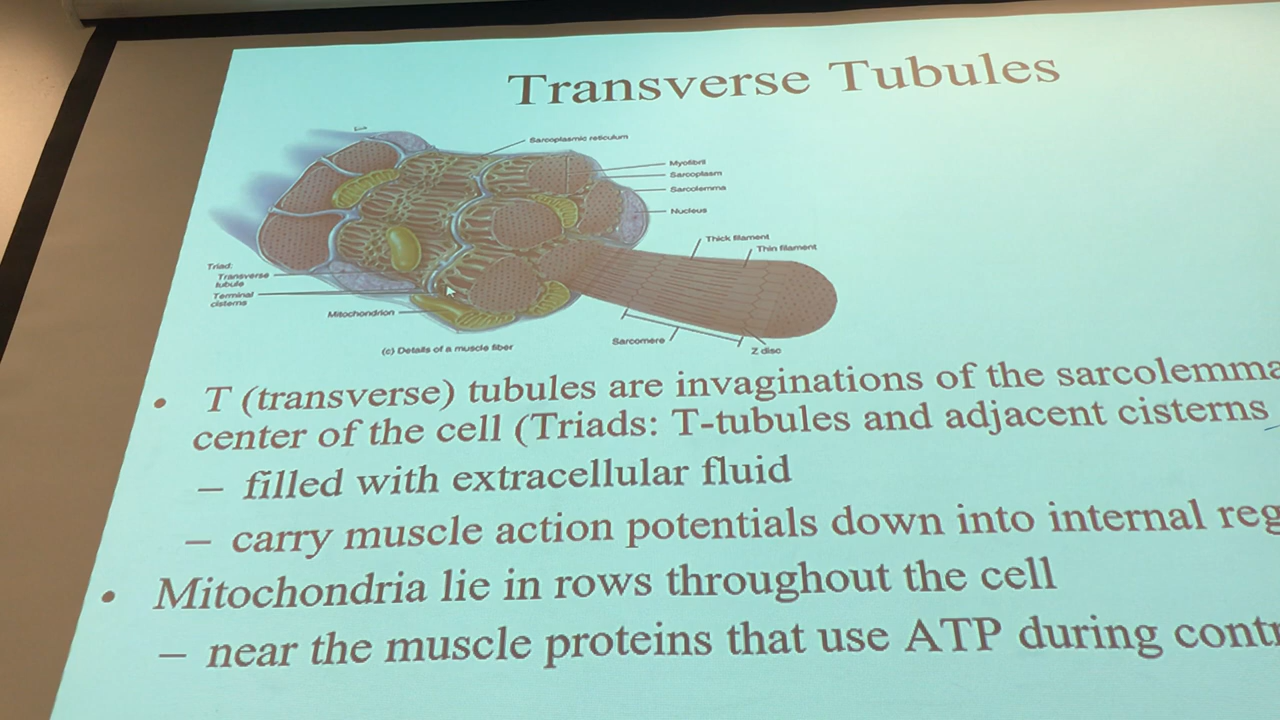 Transverse Tubules
Sarcoplasmic reticulum
Myofibril
Sarcoplasm
Sarcolemma
Nucleus
Thick filament
Thin filament
Triad:
Transverse
tubule
Terminal
cisterns
Mitochondrion
Sarcomere
Z disc
(c) Details of a muscle fiber
• T (transverse) tubules are invaginations of the sarcolemma
center of the cell (Triads: T-tubules and adjacent cisterns
– filled with extracellular fluid
– carry muscle action potentials down into internal reg
• Mitochondria lie in rows throughout the cell
– near the muscle proteins that use ATP during contr